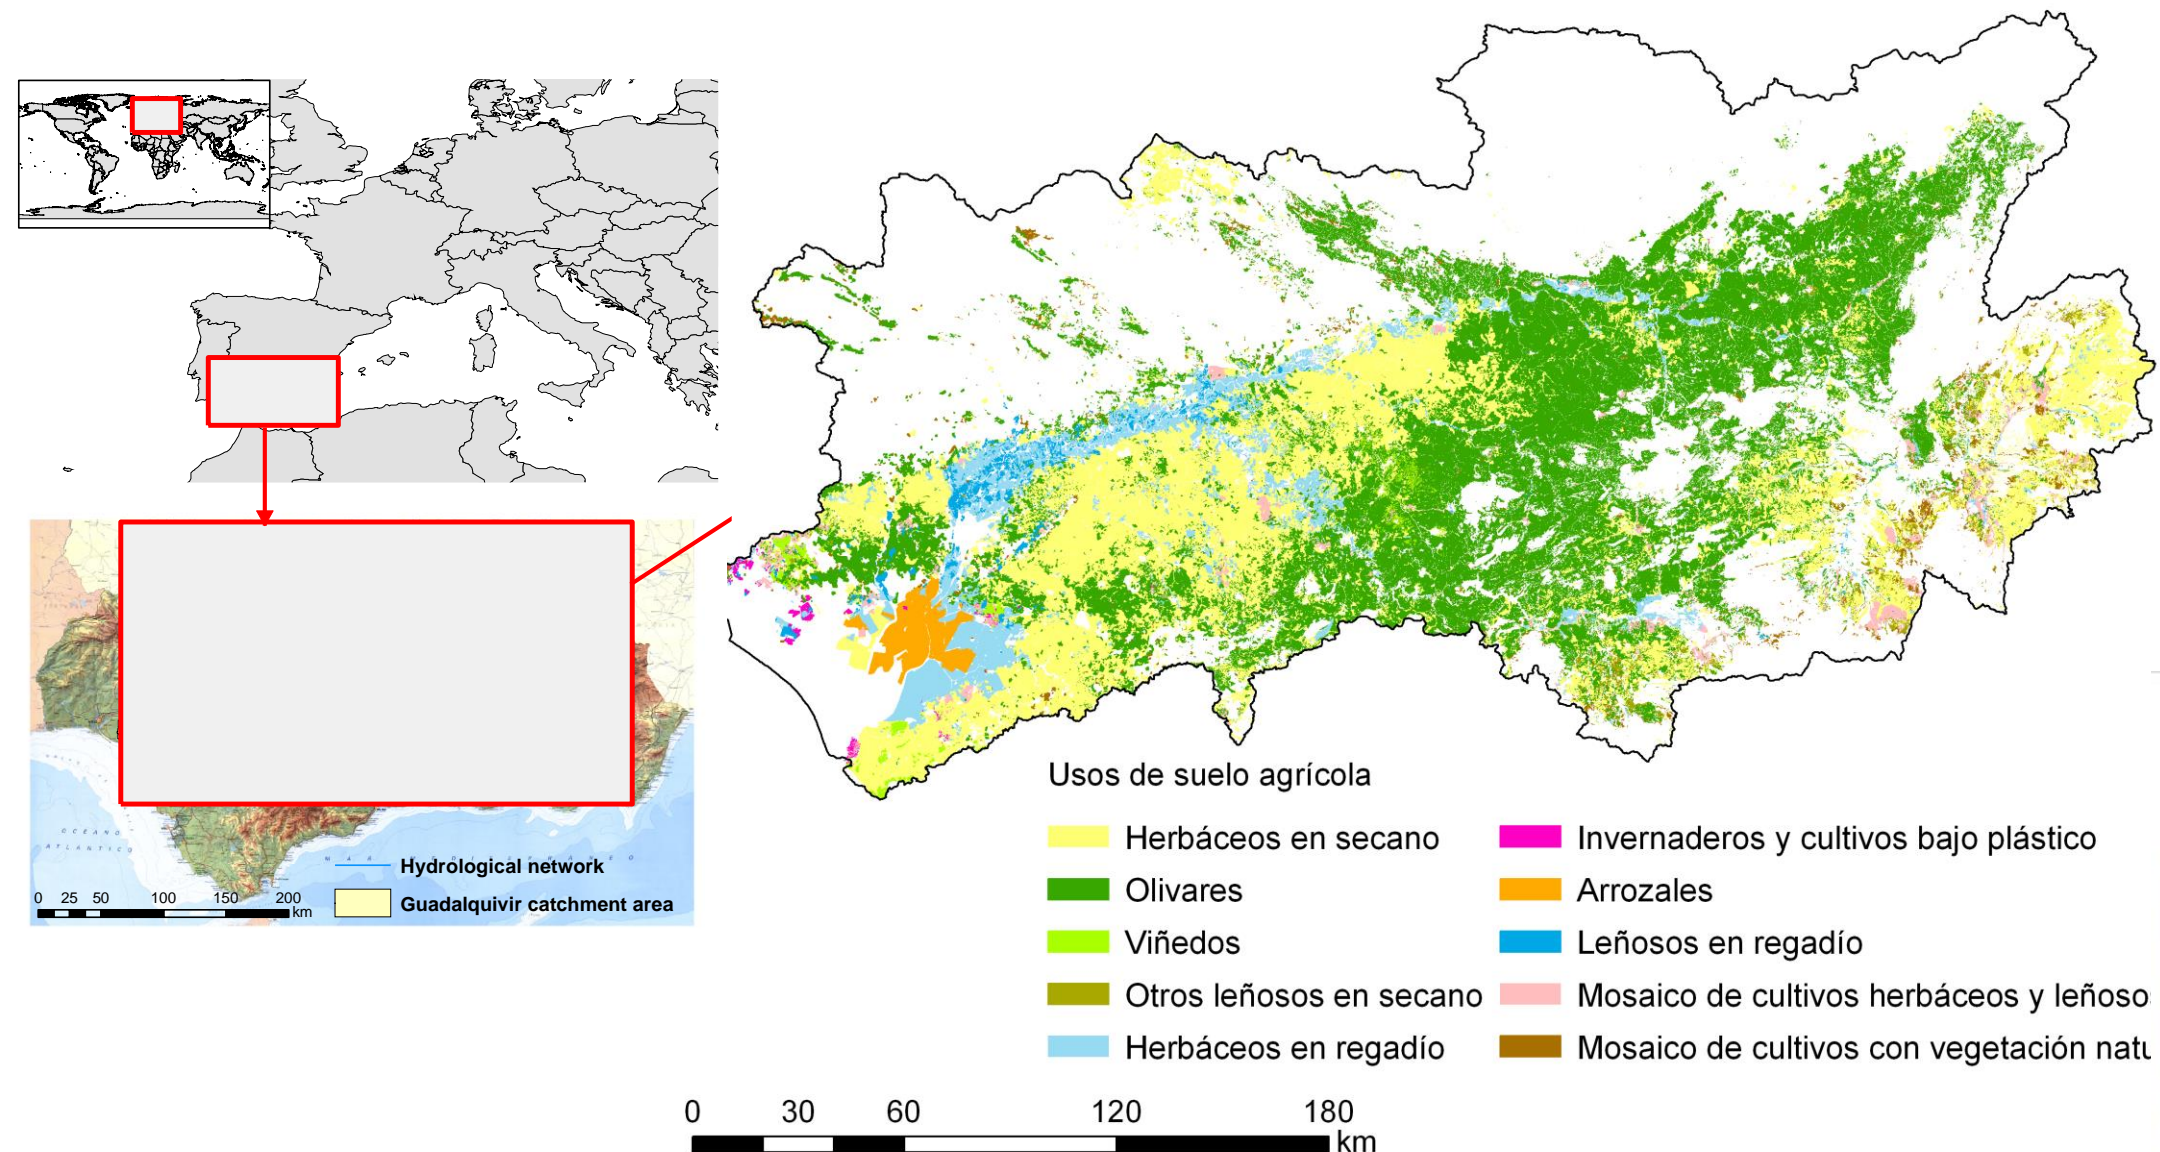 Usos de suelo agrícola
Herbáceos en secano
Olivares
Viñedos
Otros leñosos en secano
Herbáceos en regadío
Invernaderos y cultivos bajo plástico
Arrozales
Leñosos en regadío
Mosaico de cultivos herbáceos y leñoso
Mosaico de cultivos con vegetación natu
0 30 60 120 180
km
OCÉANO
ATLÁNTICO
Hydrological network
Guadalquivir catchment area
0 25 50 100 150 200
km